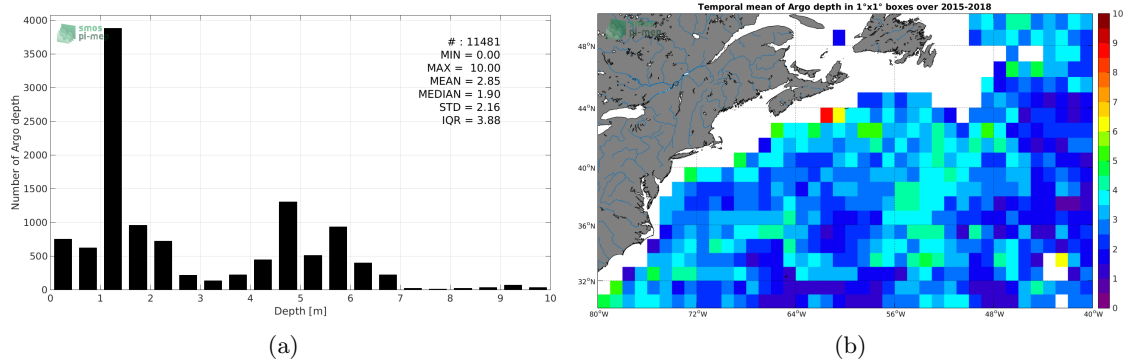 smos
pi-mep
# : 11481
MIN = 0.00
MAX = 10.00
MEAN = 2.85
MEDIAN = 1.90
STD = 2.16
IQR = 3.88
Number of Argo depth
4000
3500
3000
2500
2000
1500
1000
500
0
0 1 2 3 4 5 6 7 8 9 10
Depth [m]
(a)
Temporal mean of Argo depth in 1°x1° boxes over 2015-2018
smos
pi-mep
48°N
44°N
40°N
36°N
32°N
80°W 72°W 64°W 56°W 48°W 40°W
10
9
8
7
6
5
4
3
2
1
0
(b)